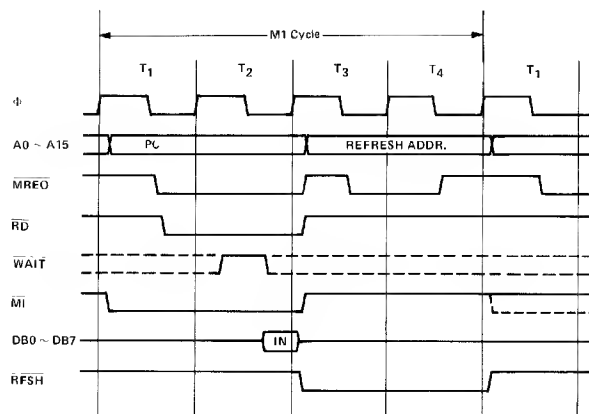 M1 Cycle
T1 T2 T3 T4 T1
Φ
A0 ~ A15 PC REFRESH ADDR.
MREQ
RD
WAIT
M1
DB0 ~ DB7 IN
RFSH